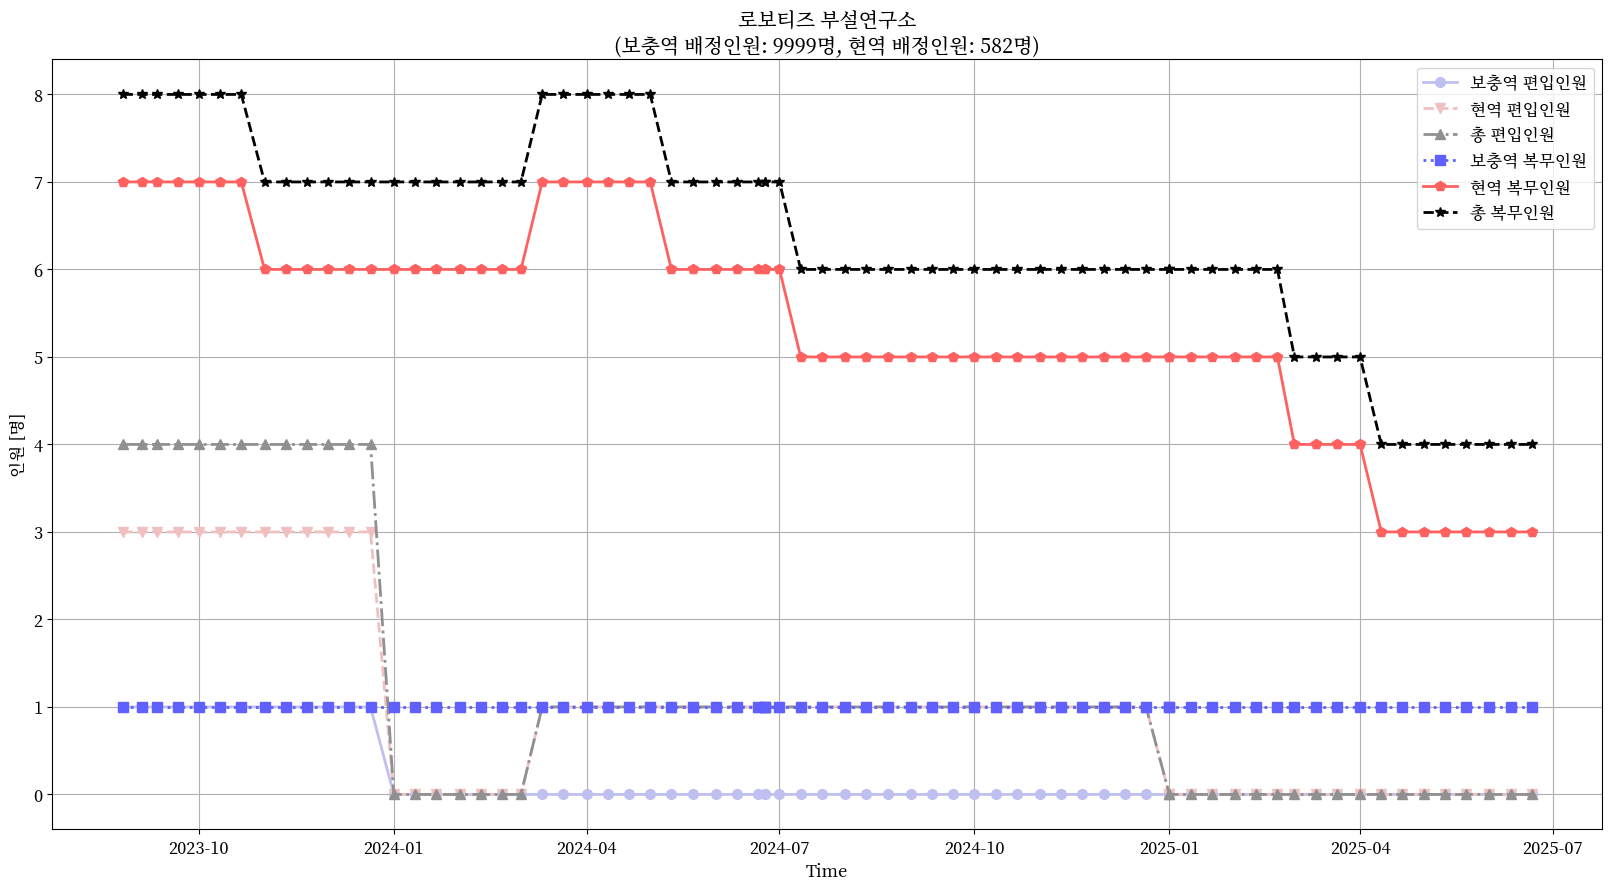 로보티즈 부설연구소
(보충역 배정인원: 9999명, 현역 배정인원: 582명)
보충역 편입인원
현역 편입인원
총 편입인원
보충역 복무인원
현역 복무인원
총 복무인원
인원 [명]
8
7
6
5
4
3
2
1
0
2023-10
2024-01
2024-04
2024-07
2024-10
2025-01
2025-04
2025-07
Time